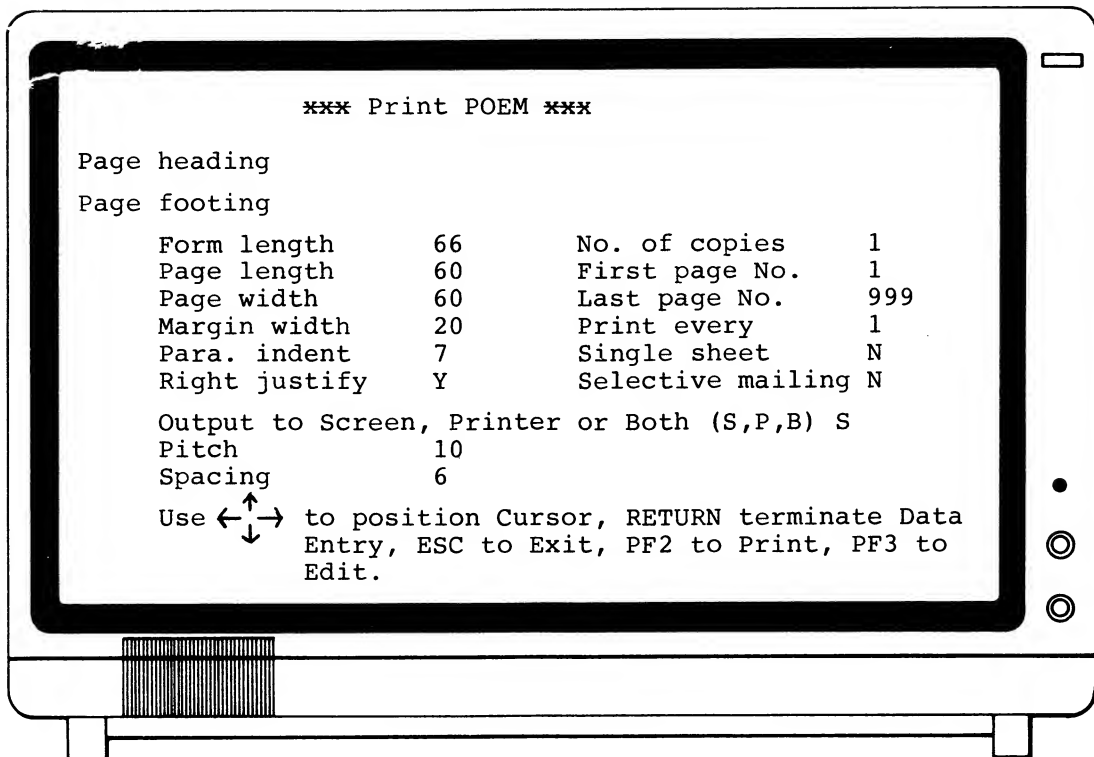 *** Print POEM ***
Page heading
Page footing
Form length 66 No. of copies 1
Page length 60 First page No. 1
Page width 60 Last page No. 999
Margin width 20 Print every 1
Para. indent 7 Single sheet N
Right justify Y Selective mailing N
Output to Screen, Printer or Both (S,P,B) S
Pitch 10
Spacing 6
Use ←↑↓→ to position Cursor, RETURN terminate Data
Entry, ESC to Exit, PF2 to Print, PF3 to
Edit.